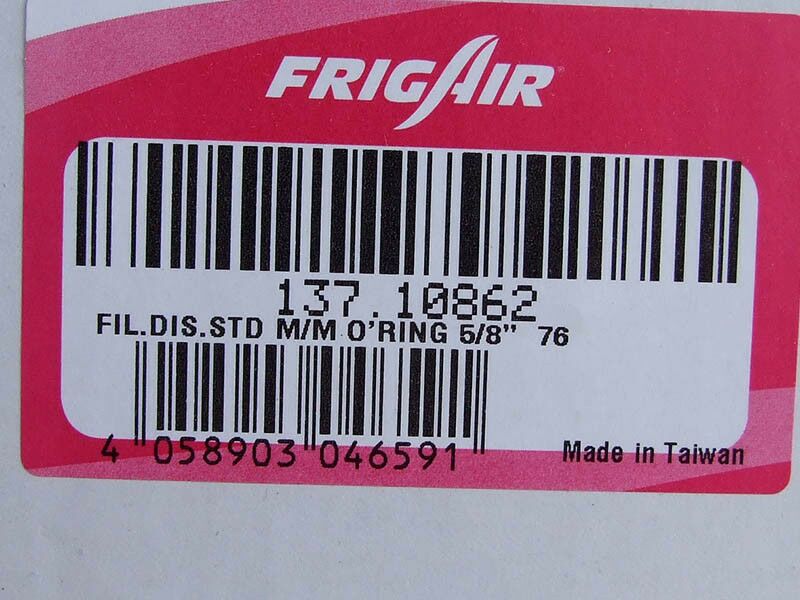 FRIGAIR
137.10862
FIL.DIS.STD M/M O'RING 5/8" 76
4 058903 046591
Made in Taiwan